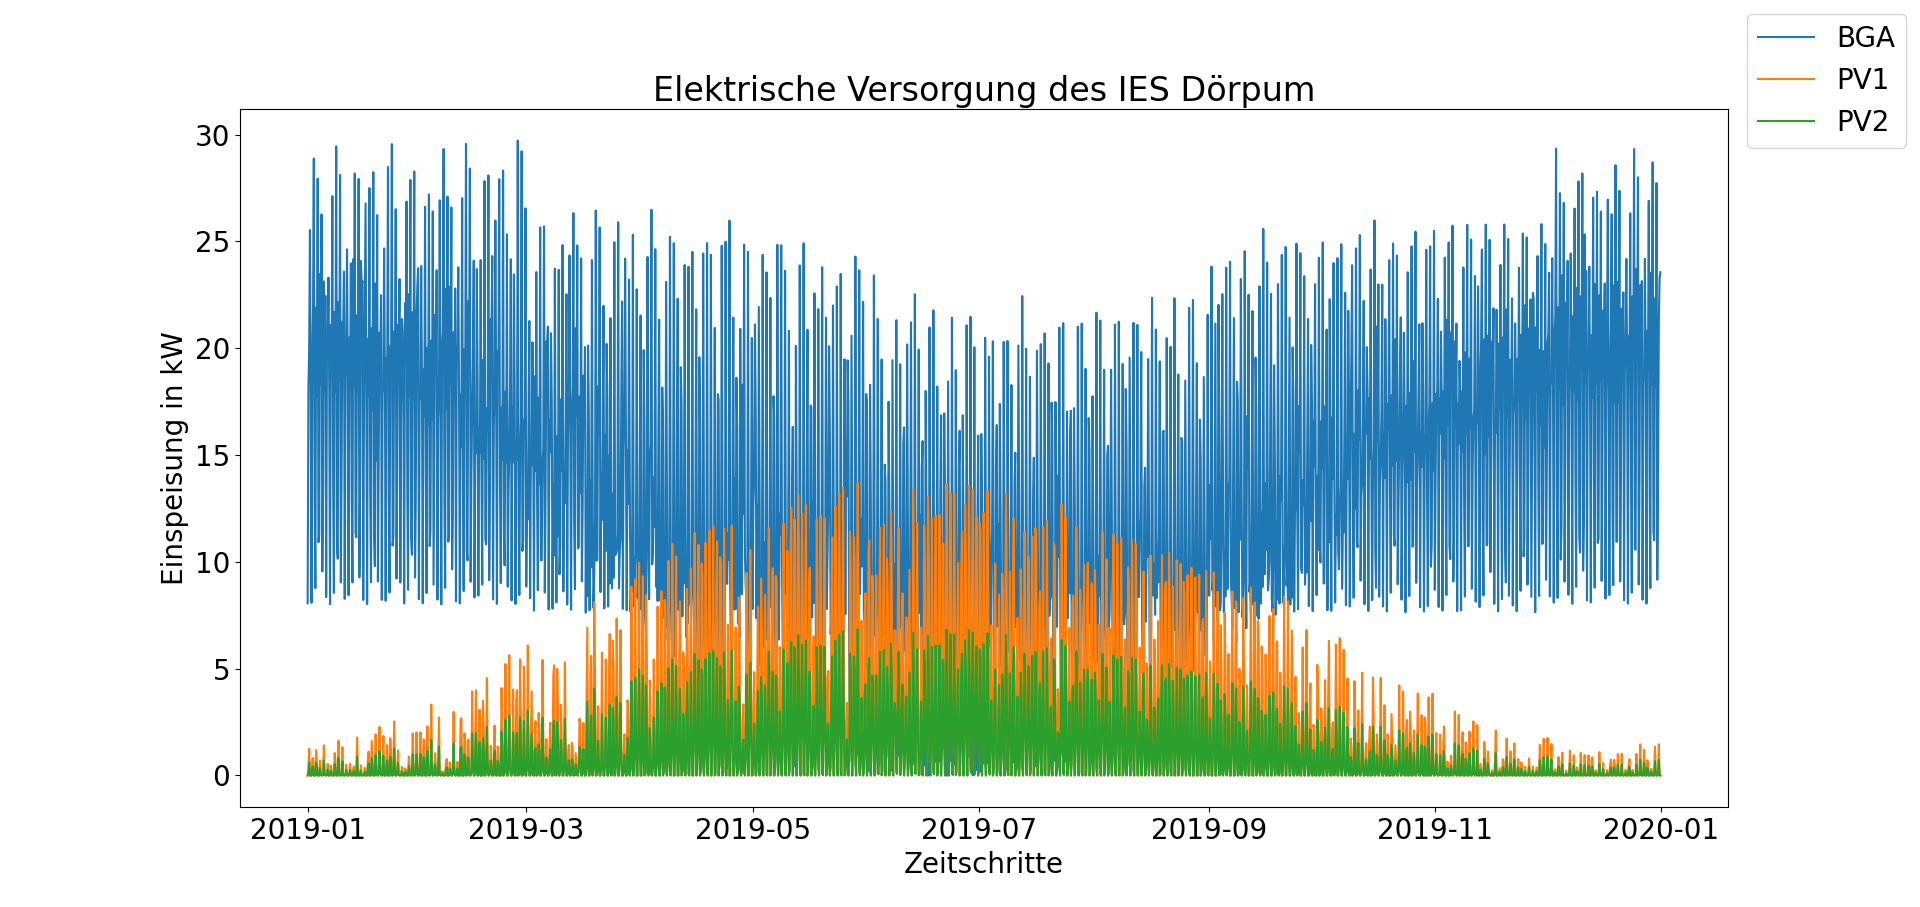 BGA
PV1
PV2
Elektrische Versorgung des IES Dörpum
Einspeisung in kW
30
25
20
15
10
5
0
2019-01 2019-03 2019-05 2019-07 2019-09 2019-11 2020-01
Zeitschritte